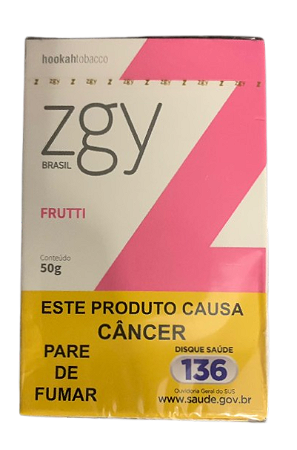 hookahtobacco
zgy
BRASIL
FRUTTI
Conteúdo
50g
ESTE PRODUTO CAUSA
CÂNCER
PARE
DE
FUMAR
DISQUE SAÚDE
136
Ouvidoria Geral do SUS
www.saude.gov.br